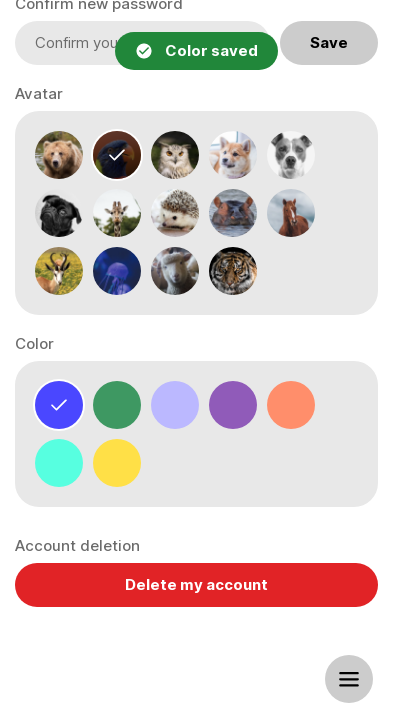 Confirm new password
Confirm you
Color saved
Save
Avatar
Color
Account deletion
Delete my account